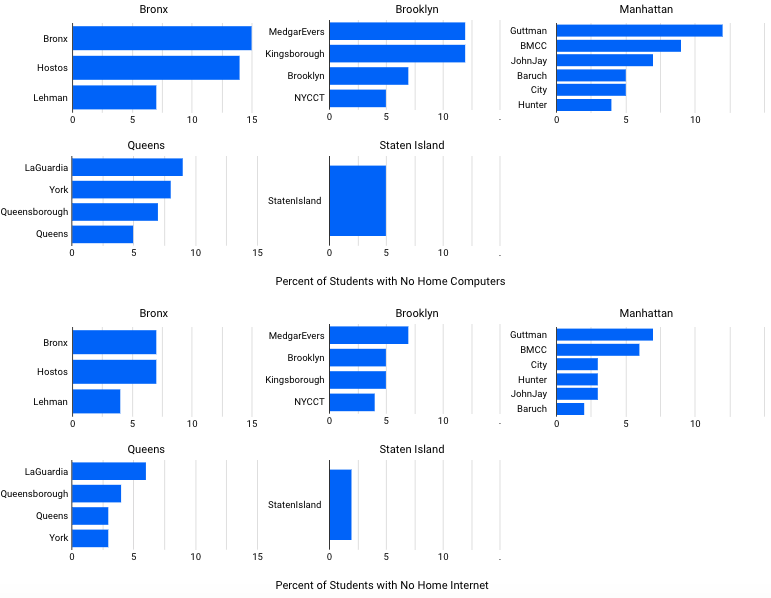 Bronx Brooklyn Manhattan
Bronx
Hostos
Lehman
0 5 10 15
MedgarEvers
Kingsborough
Brooklyn
NYCCT
0 5 10 .
Guttman
BMCC
JohnJay
Baruch
City
Hunter
0 5 10
Queens Staten Island
LaGuardia
York
Queensborough
Queens
0 5 10 15
StatenIsland
0 5 10 .
Percent of Students with No Home Computers
Bronx Brooklyn Manhattan
Bronx
Hostos
Lehman
0 5 10 15
MedgarEvers
Brooklyn
Kingsborough
NYCCT
0 5 10 .
Guttman
BMCC
City
Hunter
JohnJay
Baruch
0 5 10
Queens Staten Island
LaGuardia
Queensborough
Queens
York
0 5 10 15
StatenIsland
0 5 10 .
Percent of Students with No Home Internet